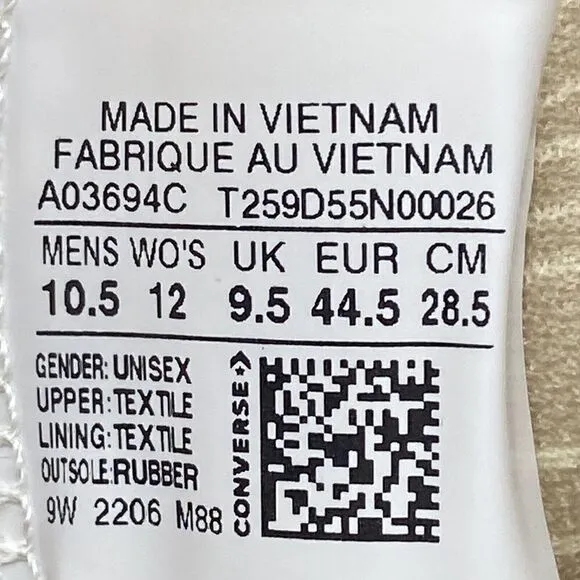 MADE IN VIETNAM
FABRIQUE AU VIETNAM
A03694C T259D55N00026
MENS WO'S UK EUR CM
10.5 12 9.5 44.5 28.5
GENDER: UNISEX
UPPER: TEXTILE
LINING: TEXTILE
OUTSOLE: RUBBER
9W 2206 M88
CONVERSE